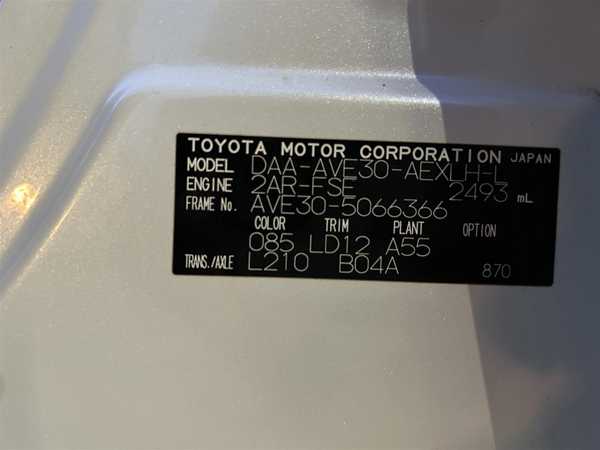 TOYOTA MOTOR CORPORATION JAPAN
MODEL DAA-AVE30-AEXLH-L
ENGINE 2AR-FSE 2493 mL
FRAME No. AVE30-5066366
COLOR TRIM PLANT OPTION
085 LD12 A55
TRANS./AXLE L210 B04A 870